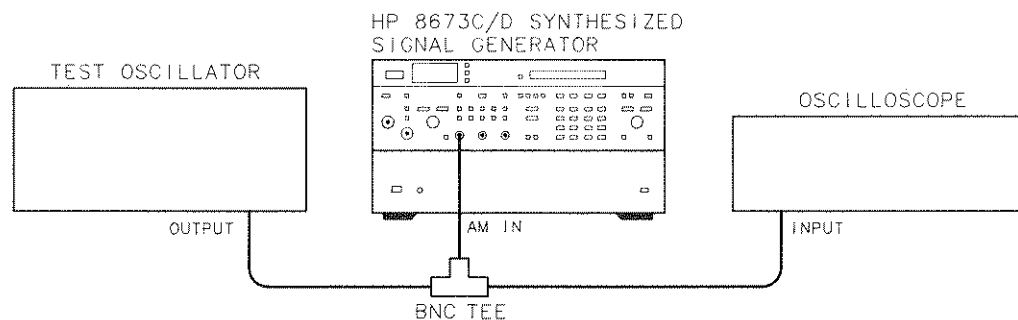 HP 8673C/D SYNTHESIZED
SIGNAL GENERATOR
TEST OSCILLATOR
OSCILLOSCOPE
OUTPUT
AM IN
INPUT
BNC TEE